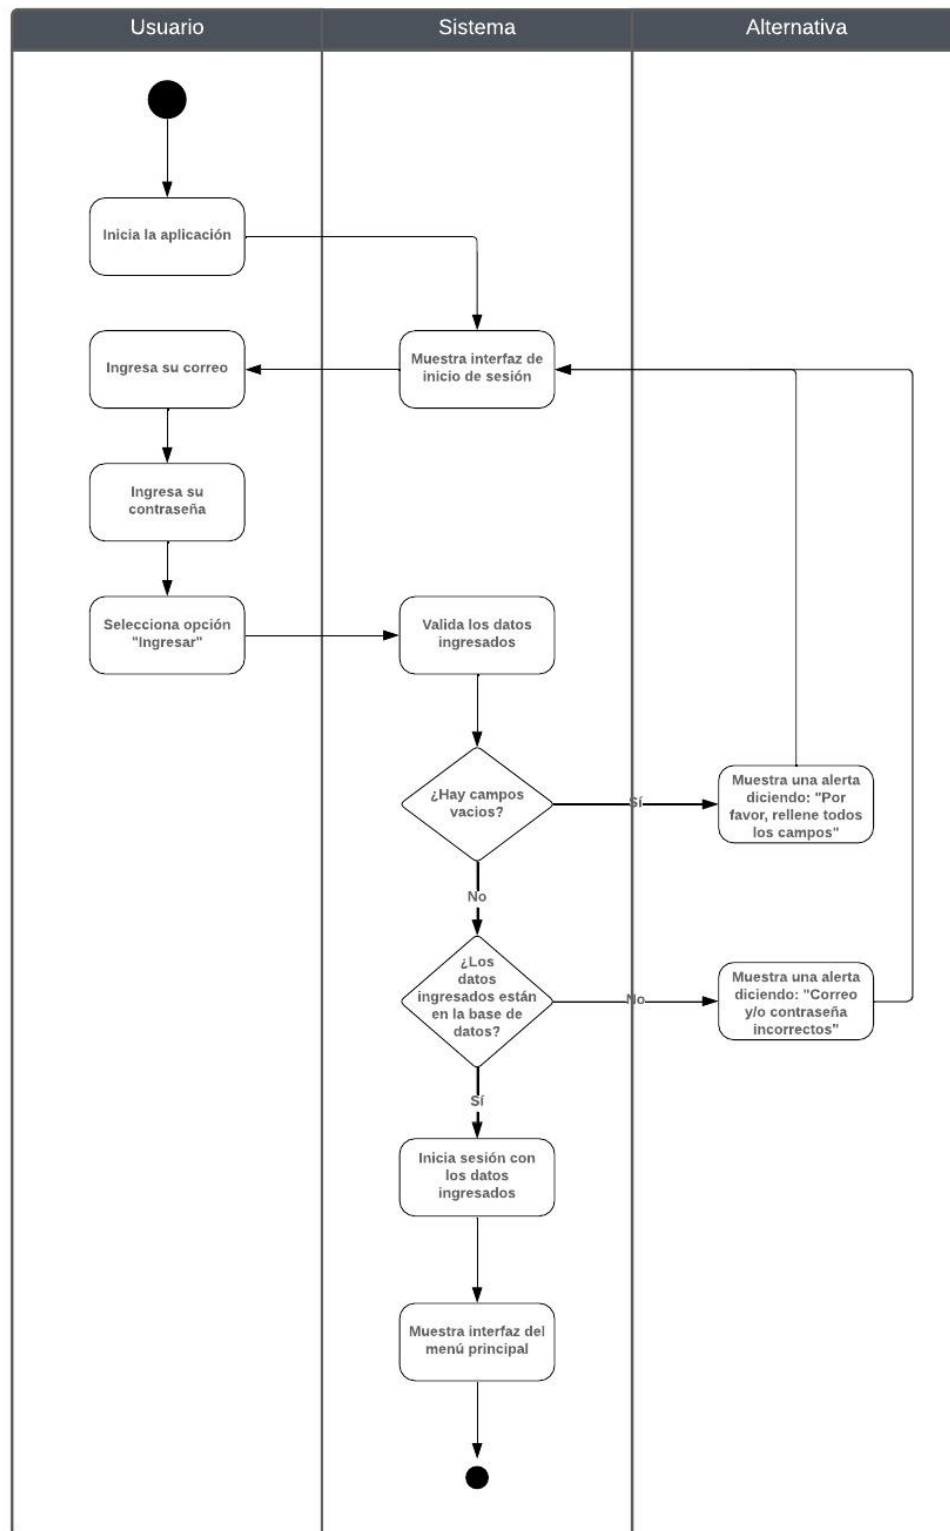 Usuario
Sistema
Alternativa
Inicia la aplicación
Ingresa su correo
Muestra interfaz de
inicio de sesión
Ingresa su
contraseña
Selecciona opción
"Ingresar"
Valida los datos
ingresados
¿Hay campos
vacios?
Sí
Muestra una alerta
diciendo: "Por
favor, rellene todos
los campos"
No
¿Los
datos
ingresados están
en la base de
datos?
No
Muestra una alerta
diciendo: "Correo
y/o contraseña
incorrectos"
Sí
Inicia sesión con
los datos
ingresados
Muestra interfaz del
menú principal